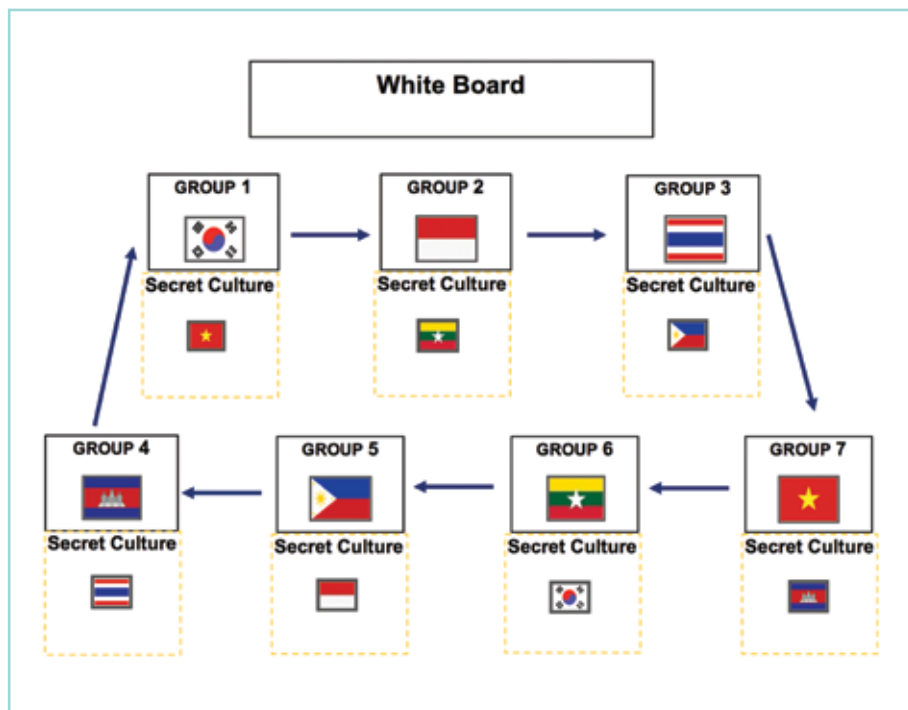 White Board
GROUP 1
GROUP 2
GROUP 3
Secret Culture
Secret Culture
Secret Culture
GROUP 4
GROUP 5
GROUP 6
GROUP 7
Secret Culture
Secret Culture
Secret Culture
Secret Culture